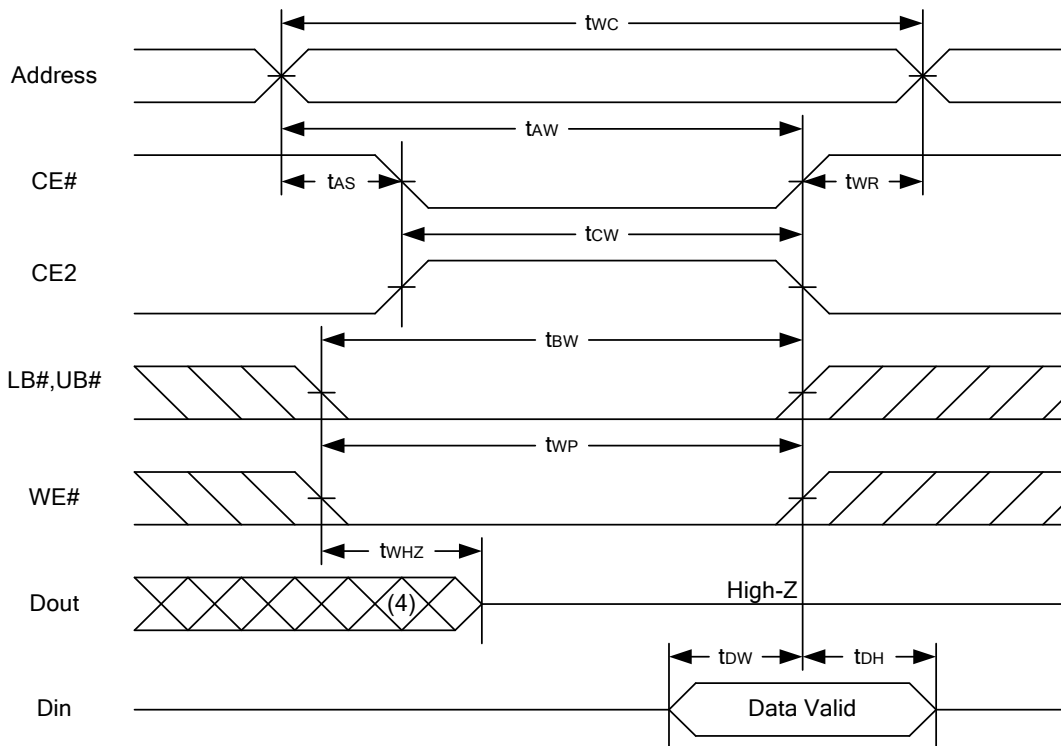 tWC
Address
tAW
CE#
tAS
tWR
tCW
CE2
tBW
LB#,UB#
tWP
WE#
tWHZ
Dout
(4)
High-Z
tDW
tDH
Din
Data Valid